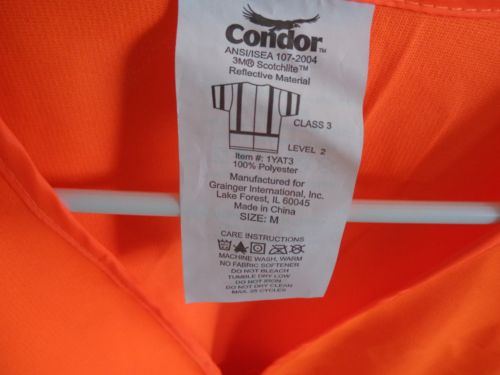 Condor™
ANSI/ISEA 107-2004
3M® Scotchlite™
Reflective Material
CLASS 3
LEVEL 2
Item #: 1YAT3
100% Polyester
Manufactured for
Grainger International, Inc.
Lake Forest, IL 60045
Made in China
SIZE: M
CARE INSTRUCTIONS
MACHINE WASH, WARM
NO FABRIC SOFTENER
DO NOT BLEACH
TUMBLE DRY LOW
DO NOT IRON
DO NOT DRY CLEAN
MAX. 25 CYCLES